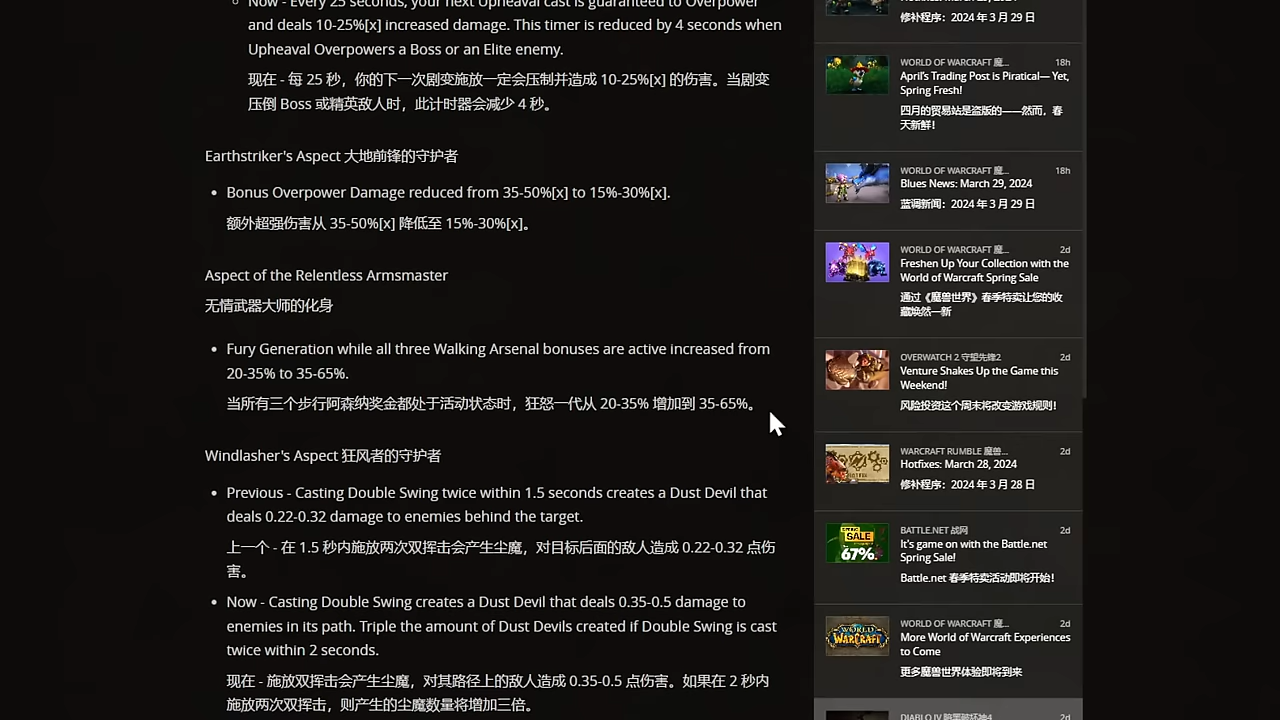 Now - Every 25 seconds, your next Upheaval cast is guaranteed to Overpower
and deals 10-25%[x] increased damage. This timer is reduced by 4 seconds when
Upheaval Overpowers a Boss or an Elite enemy.
现在 - 每 25 秒，你的下一次剧变施放一定会压制并造成 10-25%[x] 的伤害。当剧变
压倒 Boss 或精英敌人时，此计时器会减少 4 秒。
Earthstriker's Aspect 大地前锋的守护者
Bonus Overpower Damage reduced from 35-50%[x] to 15%-30%[x].
额外超强伤害从 35-50%[x] 降低至 15%-30%[x]。
Aspect of the Relentless Armsmaster
无情武器大师的化身
Fury Generation while all three Walking Arsenal bonuses are active increased from
20-35% to 35-65%.
当所有三个步行阿森纳奖金都处于活动状态时，狂怒一代从 20-35% 增加到 35-65%。
Windlasher's Aspect 狂风者的守护者
Previous - Casting Double Swing twice within 1.5 seconds creates a Dust Devil that
deals 0.22-0.32 damage to enemies behind the target.
上一个 - 在 1.5 秒内施放两次双挥击会产生尘魔，对目标后面的敌人造成 0.22-0.32 点伤
害。
Now - Casting Double Swing creates a Dust Devil that deals 0.35-0.5 damage to
enemies in its path. Triple the amount of Dust Devils created if Double Swing is cast
twice within 2 seconds.
现在 - 施放双挥击会产生尘魔，对其路径上的敌人造成 0.35-0.5 点伤害。如果在 2 秒内
施放两次双挥击，则产生的尘魔数量将增加三倍。
修补程序：2024 年 3 月 29 日
WORLD OF WARCRAFT 魔... 18h
April's Trading Post is Piratical— Yet,
Spring Fresh!
四月的贸易站是盗版的——然而，春
天新鲜！
WORLD OF WARCRAFT 魔... 18h
Blues News: March 29, 2024
蓝调新闻：2024 年 3 月 29 日
WORLD OF WARCRAFT 魔... 2d
Freshen Up Your Collection with the
World of Warcraft Spring Sale
通过《魔兽世界》春季特卖让您的收
藏焕然一新
OVERWATCH 2 守望先锋2 2d
Venture Shakes Up the Game this
Weekend!
风险投资这个周末将改变游戏规则！
WARCRAFT RUMBLE 魔兽... 2d
Hotfixes: March 28, 2024
修补程序：2024 年 3 月 28 日
BATTLE.NET 战网 2d
SALE
67%
It's game on with the Battle.net
Spring Sale!
Battle.net 春季特卖活动即将开始！
WORLD OF WARCRAFT 魔... 2d
WORLD
WARCRAFT
More World of Warcraft Experiences
to Come
更多魔兽世界体验即将到来
DIABLO IV 暗黑破坏神4 2d